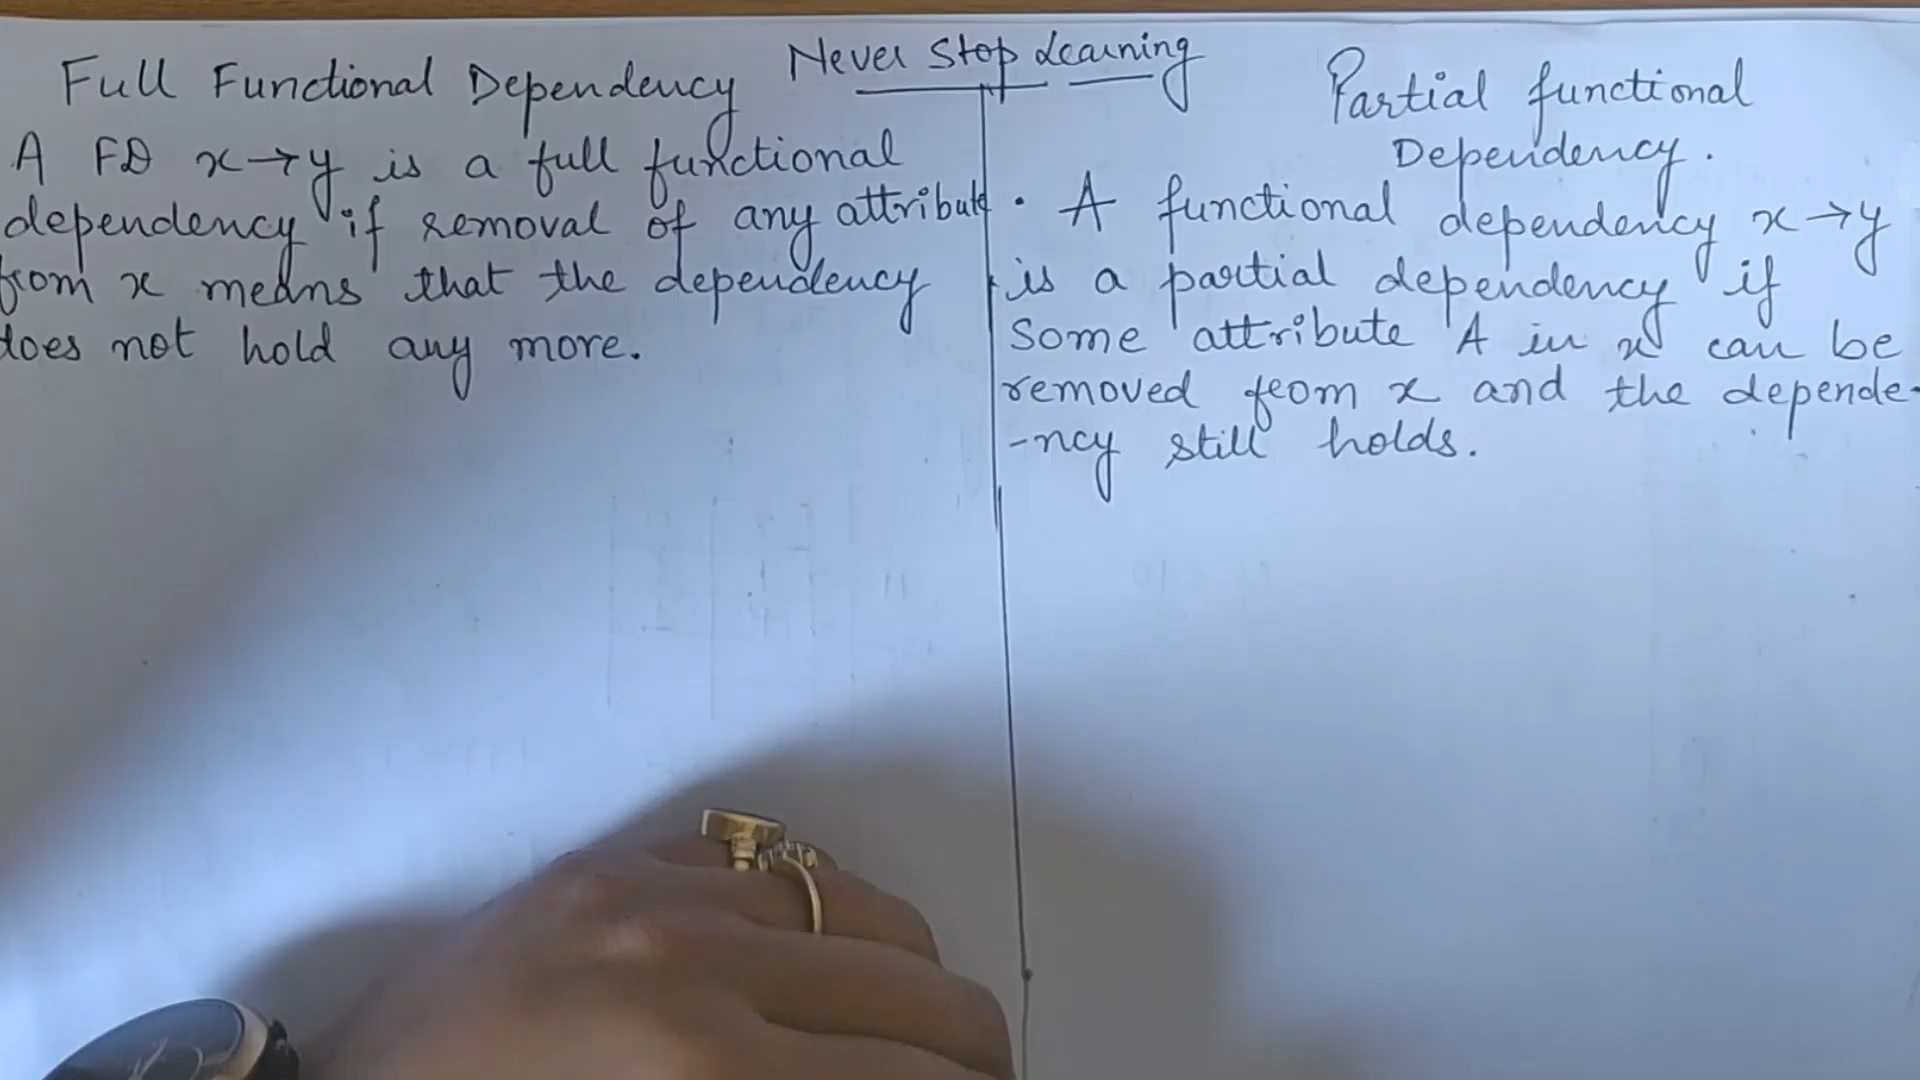 Never Stop Learning
Full Functional Dependency
A FD x→y is a full functional
dependency if removal of any attribute
from x means that the dependency
does not hold any more.
Partial functional
Dependency.
• A functional dependency x→y
is a partial dependency if
Some attribute A in x can be
removed from x and the depende-
-ncy still holds.